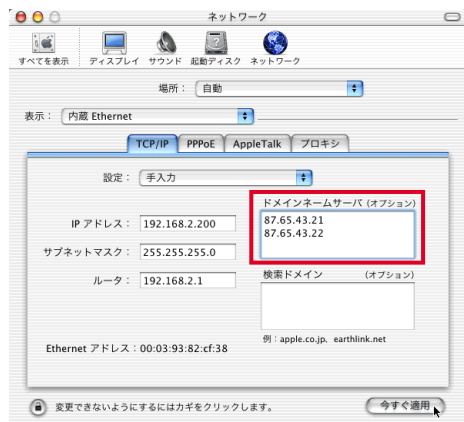 ネットワーク
すべてを表示 ディスプレイ サウンド 起動ディスク ネットワーク
場所： 自動
表示： 内蔵 Ethernet
TCP/IP PPPoE AppleTalk プロキシ
設定： 手入力
ドメインネームサーバ (オプション)
IP アドレス： 192.168.2.200
87.65.43.21
87.65.43.22
サブネットマスク： 255.255.255.0
ルータ： 192.168.2.1
検索ドメイン (オプション)
例：apple.co.jp、earthlink.net
Ethernet アドレス：00:03:93:82:cf:38
変更できないようにするにはカギをクリックします。
今すぐ適用